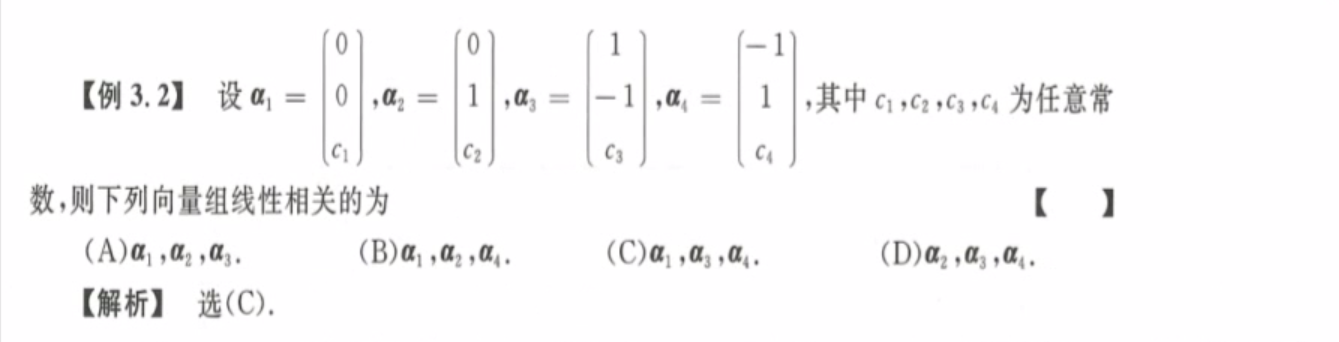 【例 3.2】 设 α₁ = (0, 0, c₁), α₂ = (0, 1, c₂), α₃ = (1, −1, c₃), α₄ = (−1, 1, c₄), 其中 c₁,c₂,c₃,c₄ 为任意常
数,则下列向量组线性相关的为 【 】
(A)α₁,α₂,α₃. (B)α₁,α₂,α₄. (C)α₁,α₃,α₄. (D)α₂,α₃,α₄.
【解析】 选(C).